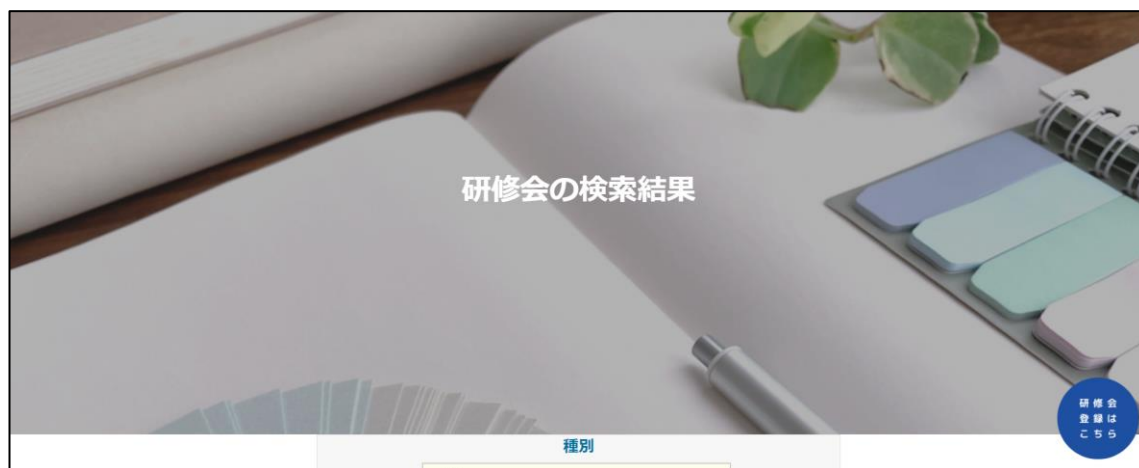 研修会の検索結果
研修会
登録は
こちら
種別